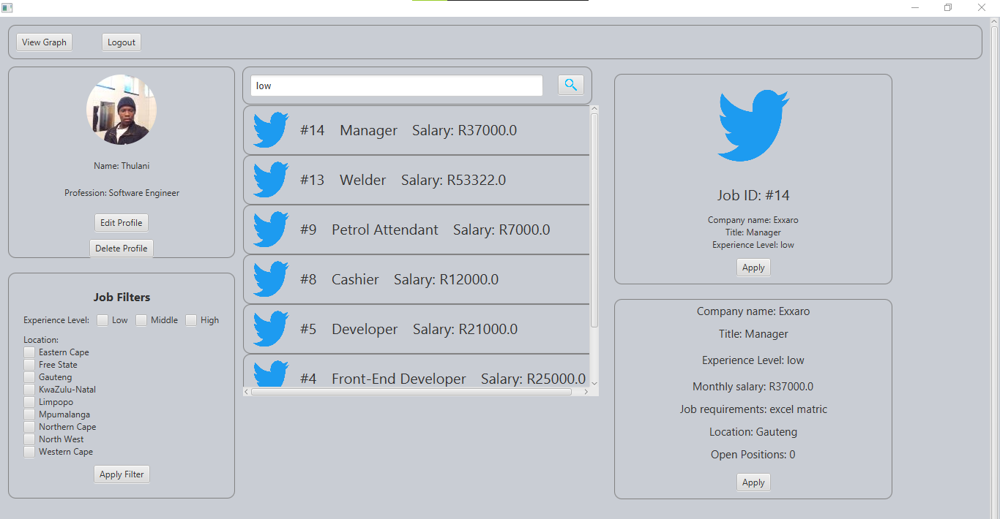 View Graph
Logout
Name: Thulani
Profession: Software Engineer
Edit Profile
Delete Profile
Job Filters
Experience Level: Low Middle High
Location:
Eastern Cape
Free State
Gauteng
KwaZulu-Natal
Limpopo
Mpumalanga
Northern Cape
North West
Western Cape
Apply Filter
low
#14 Manager Salary: R37000.0
#13 Welder Salary: R53322.0
#9 Petrol Attendant Salary: R7000.0
#8 Cashier Salary: R12000.0
#5 Developer Salary: R21000.0
#4 Front-End Developer Salary: R25000.0
Job ID: #14
Company name: Exxaro
Title: Manager
Experience Level: low
Apply
Company name: Exxaro
Title: Manager
Experience Level: low
Monthly salary: R37000.0
Job requirements: excel matric
Location: Gauteng
Open Positions: 0
Apply